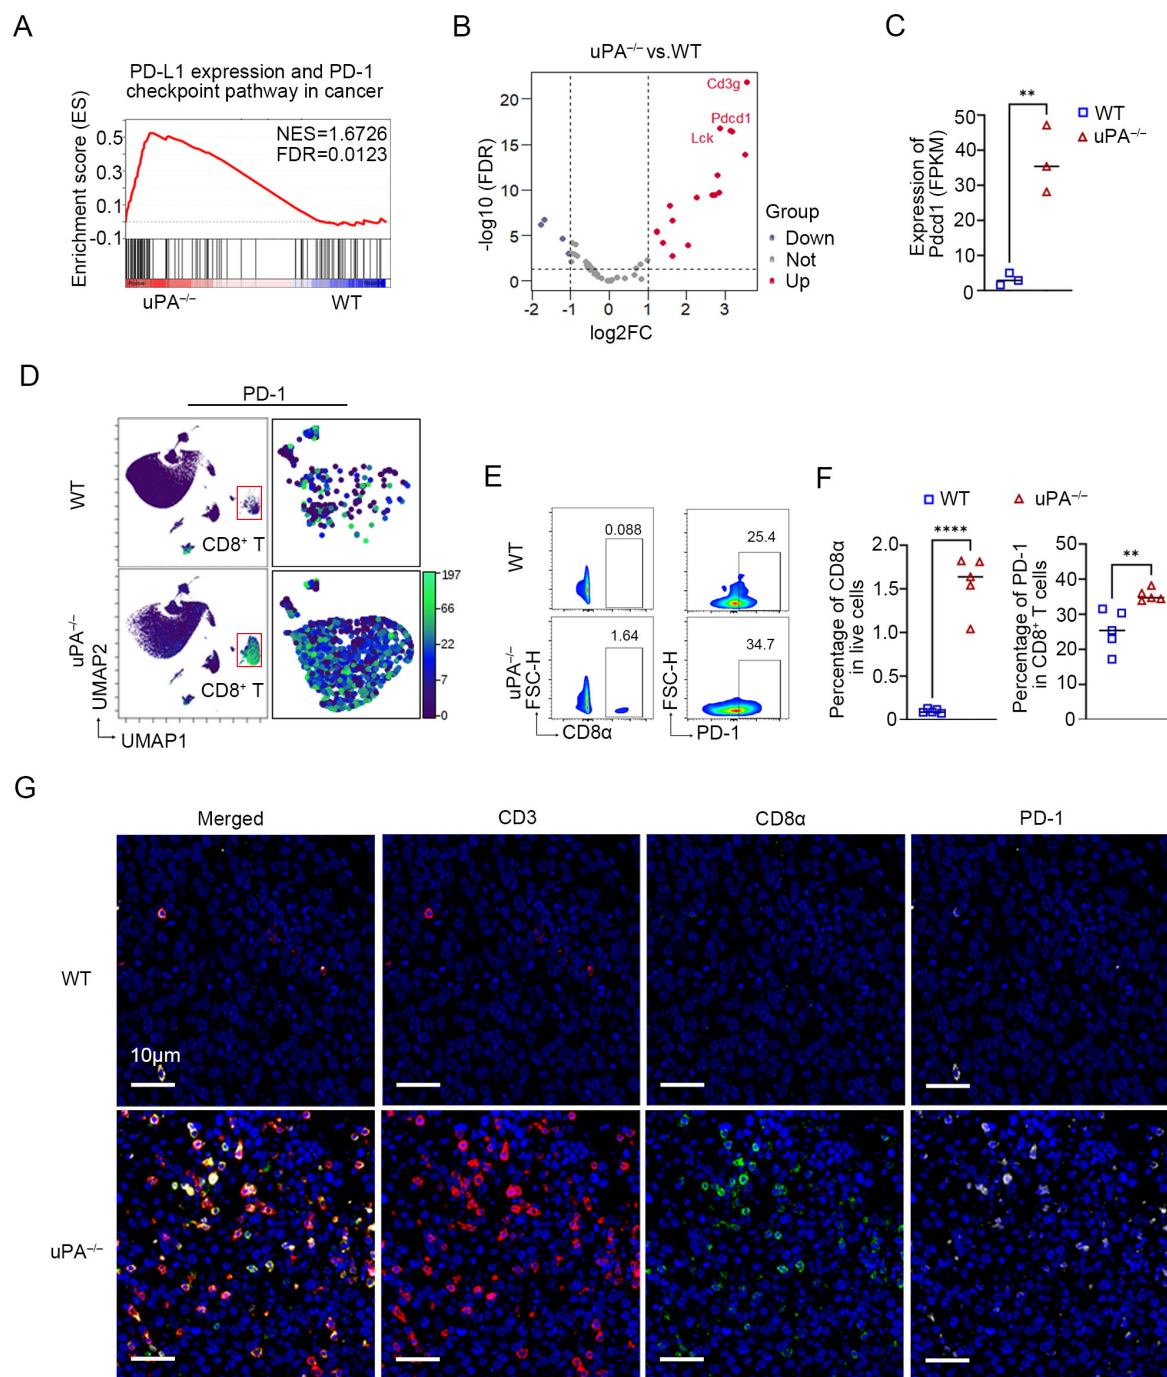 A
PD-L1 expression and PD-1
checkpoint pathway in cancer
Enrichment score (ES)
0.5
0.3
0.1
-0.1
NES=1.6726
FDR=0.0123
uPA⁻/⁻
WT
B
uPA⁻/⁻ vs.WT
-log10 (FDR)
20
15
10
5
0
Cd3g
Pdcd1
Lck
-2
-1
0
1
2
3
log2FC
Group
Down
Not
Up
C
Expression of
Pdcd1 (FPKM)
50
40
30
20
10
0
**
WT
uPA⁻/⁻
D
PD-1
WT
CD8⁺ T
uPA⁻/⁻
CD8⁺ T
UMAP2
UMAP1
197
66
22
7
0
E
WT
0.088
25.4
uPA⁻/⁻
1.64
34.7
FSC-H
FSC-H
CD8α
PD-1
F
WT
uPA⁻/⁻
Percentage of CD8α
in live cells
2.0
1.5
1.0
0.5
0
****
Percentage of PD-1
in CD8⁺ T cells
50
40
30
20
10
0
**
G
Merged
CD3
CD8α
PD-1
WT
10μm
uPA⁻/⁻